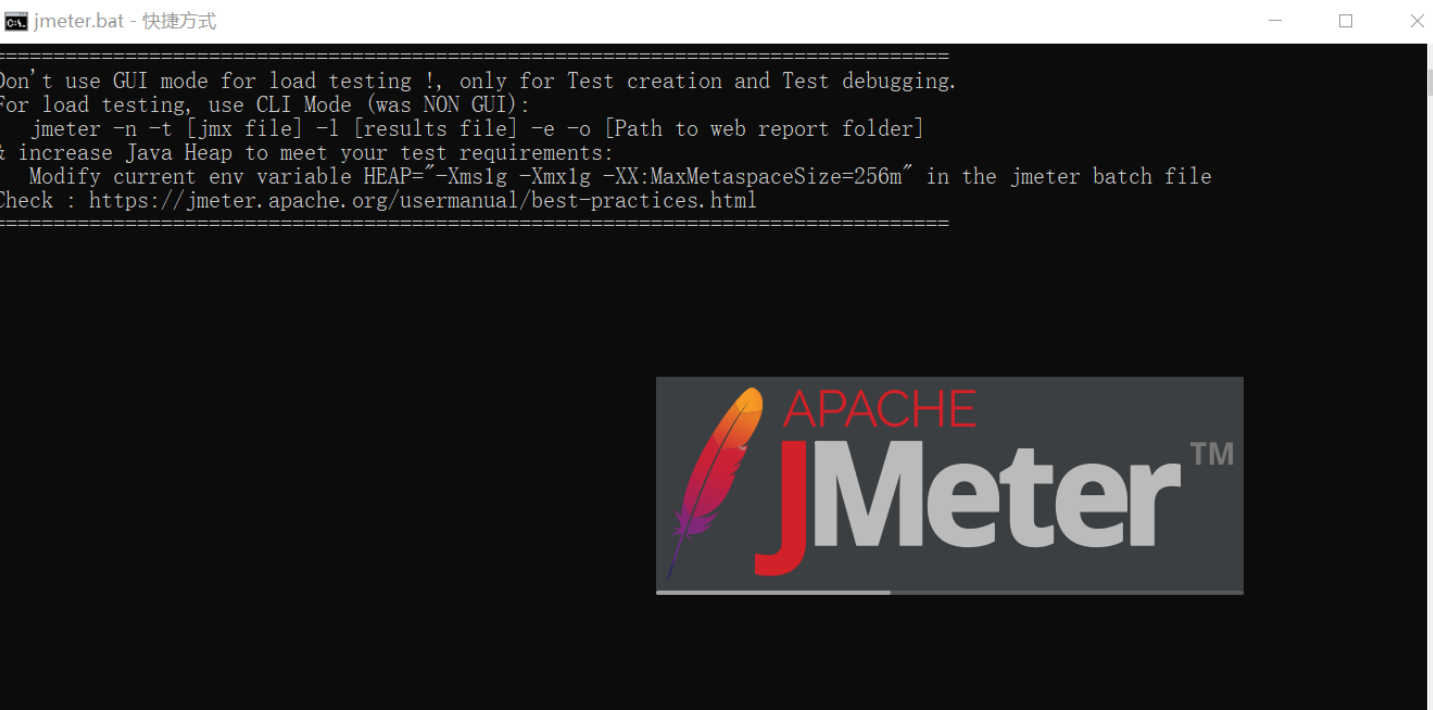 jmeter.bat - 快捷方式
================================================================================
Don't use GUI mode for load testing !, only for Test creation and Test debugging.
For load testing, use CLI Mode (was NON GUI):
   jmeter -n -t [jmx file] -l [results file] -e -o [Path to web report folder]
& increase Java Heap to meet your test requirements:
   Modify current env variable HEAP="-Xms1g -Xmx1g -XX:MaxMetaspaceSize=256m" in the jmeter batch file
Check : https://jmeter.apache.org/usermanual/best-practices.html
================================================================================
APACHE
JMeter™